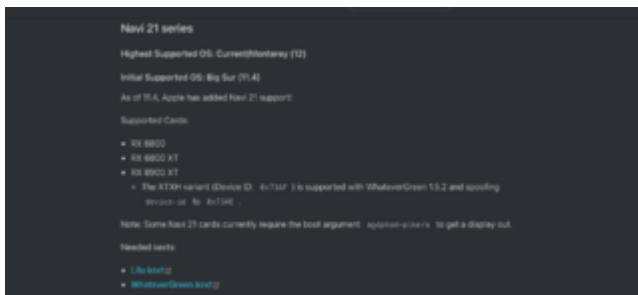 Navi 21 series
Highest Supported OS: Current/Monterey (12)
Initial Supported OS: Big Sur (11.4)
As of 11.4, Apple has added Navi 21 support!
Supported Cards:
RX 6800
RX 6800 XT
RX 6900 XT
The XTXH variant (Device ID: 0x73AF ) is supported with WhateverGreen 1.5.2 and spoofing
device-id to
Note: Some Navi 21 cards currently require the boot argument agdpmod=pikera to get a display out.
Needed kexts:
Lilu.kext
WhateverGreen.kext